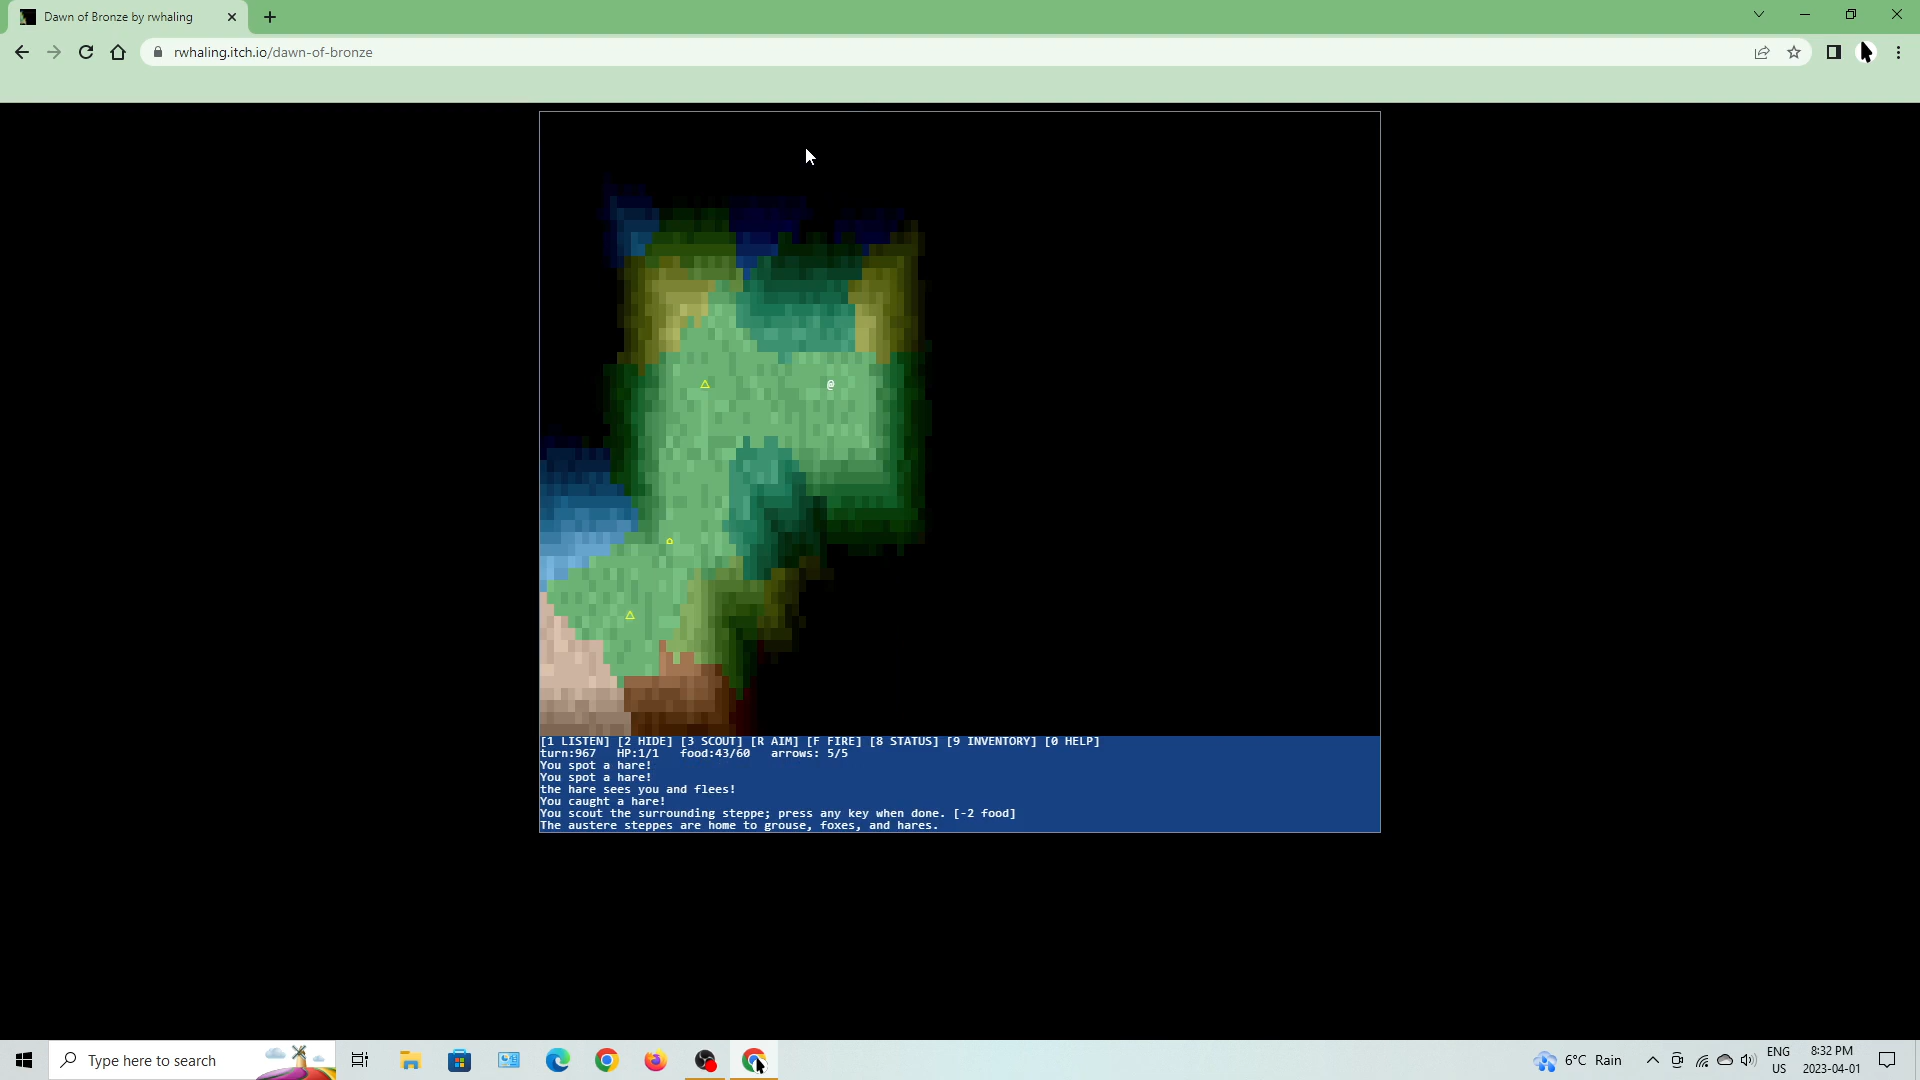 Dawn of Bronze by rwhaling
rwhaling.itch.io/dawn-of-bronze
@
[1 LISTEN] [2 HIDE] [3 SCOUT] [R AIM] [F FIRE] [8 STATUS] [9 INVENTORY] [0 HELP]
turn:967 HP:1/1 food:43/60 arrows: 5/5
You spot a hare!
You spot a hare!
the hare sees you and flees!
You caught a hare!
You scout the surrounding steppe; press any key when done. [-2 food]
The austere steppes are home to grouse, foxes, and hares.
Type here to search
6°C Rain
ENG
US
8:32 PM
2023-04-01